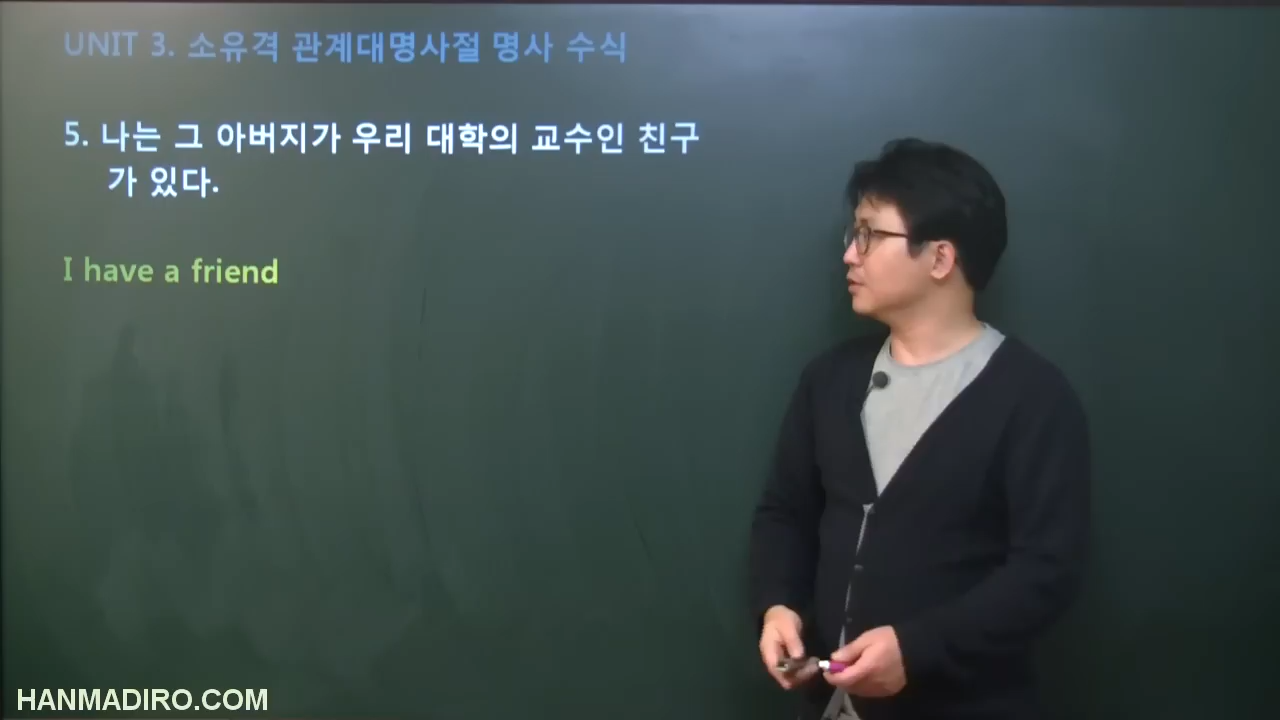 UNIT 3. 소유격 관계대명사절 명사 수식
5. 나는 그 아버지가 우리 대학의 교수인 친구
가 있다.
I have a friend
HANMADIRO.COM